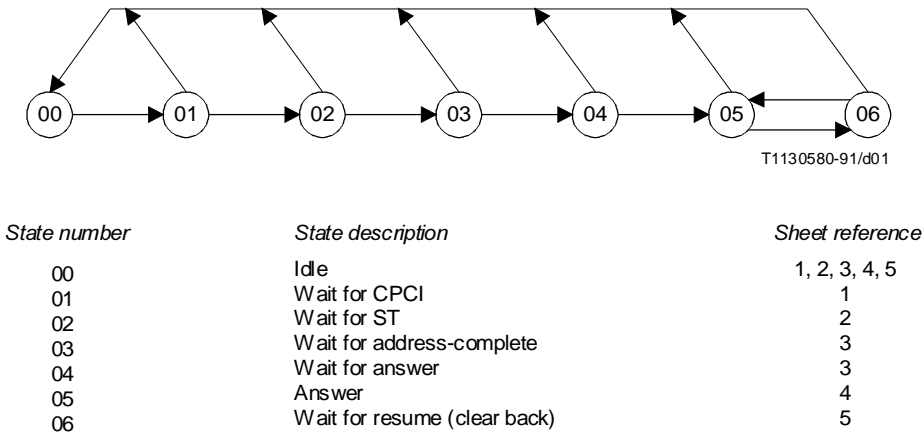 00 01 02 03 04 05 06
T1130580-91/d01
State number State description Sheet reference
00 Idle 1, 2, 3, 4, 5
01 Wait for CPCI 1
02 Wait for ST 2
03 Wait for address-complete 3
04 Wait for answer 3
05 Answer 4
06 Wait for resume (clear back) 5